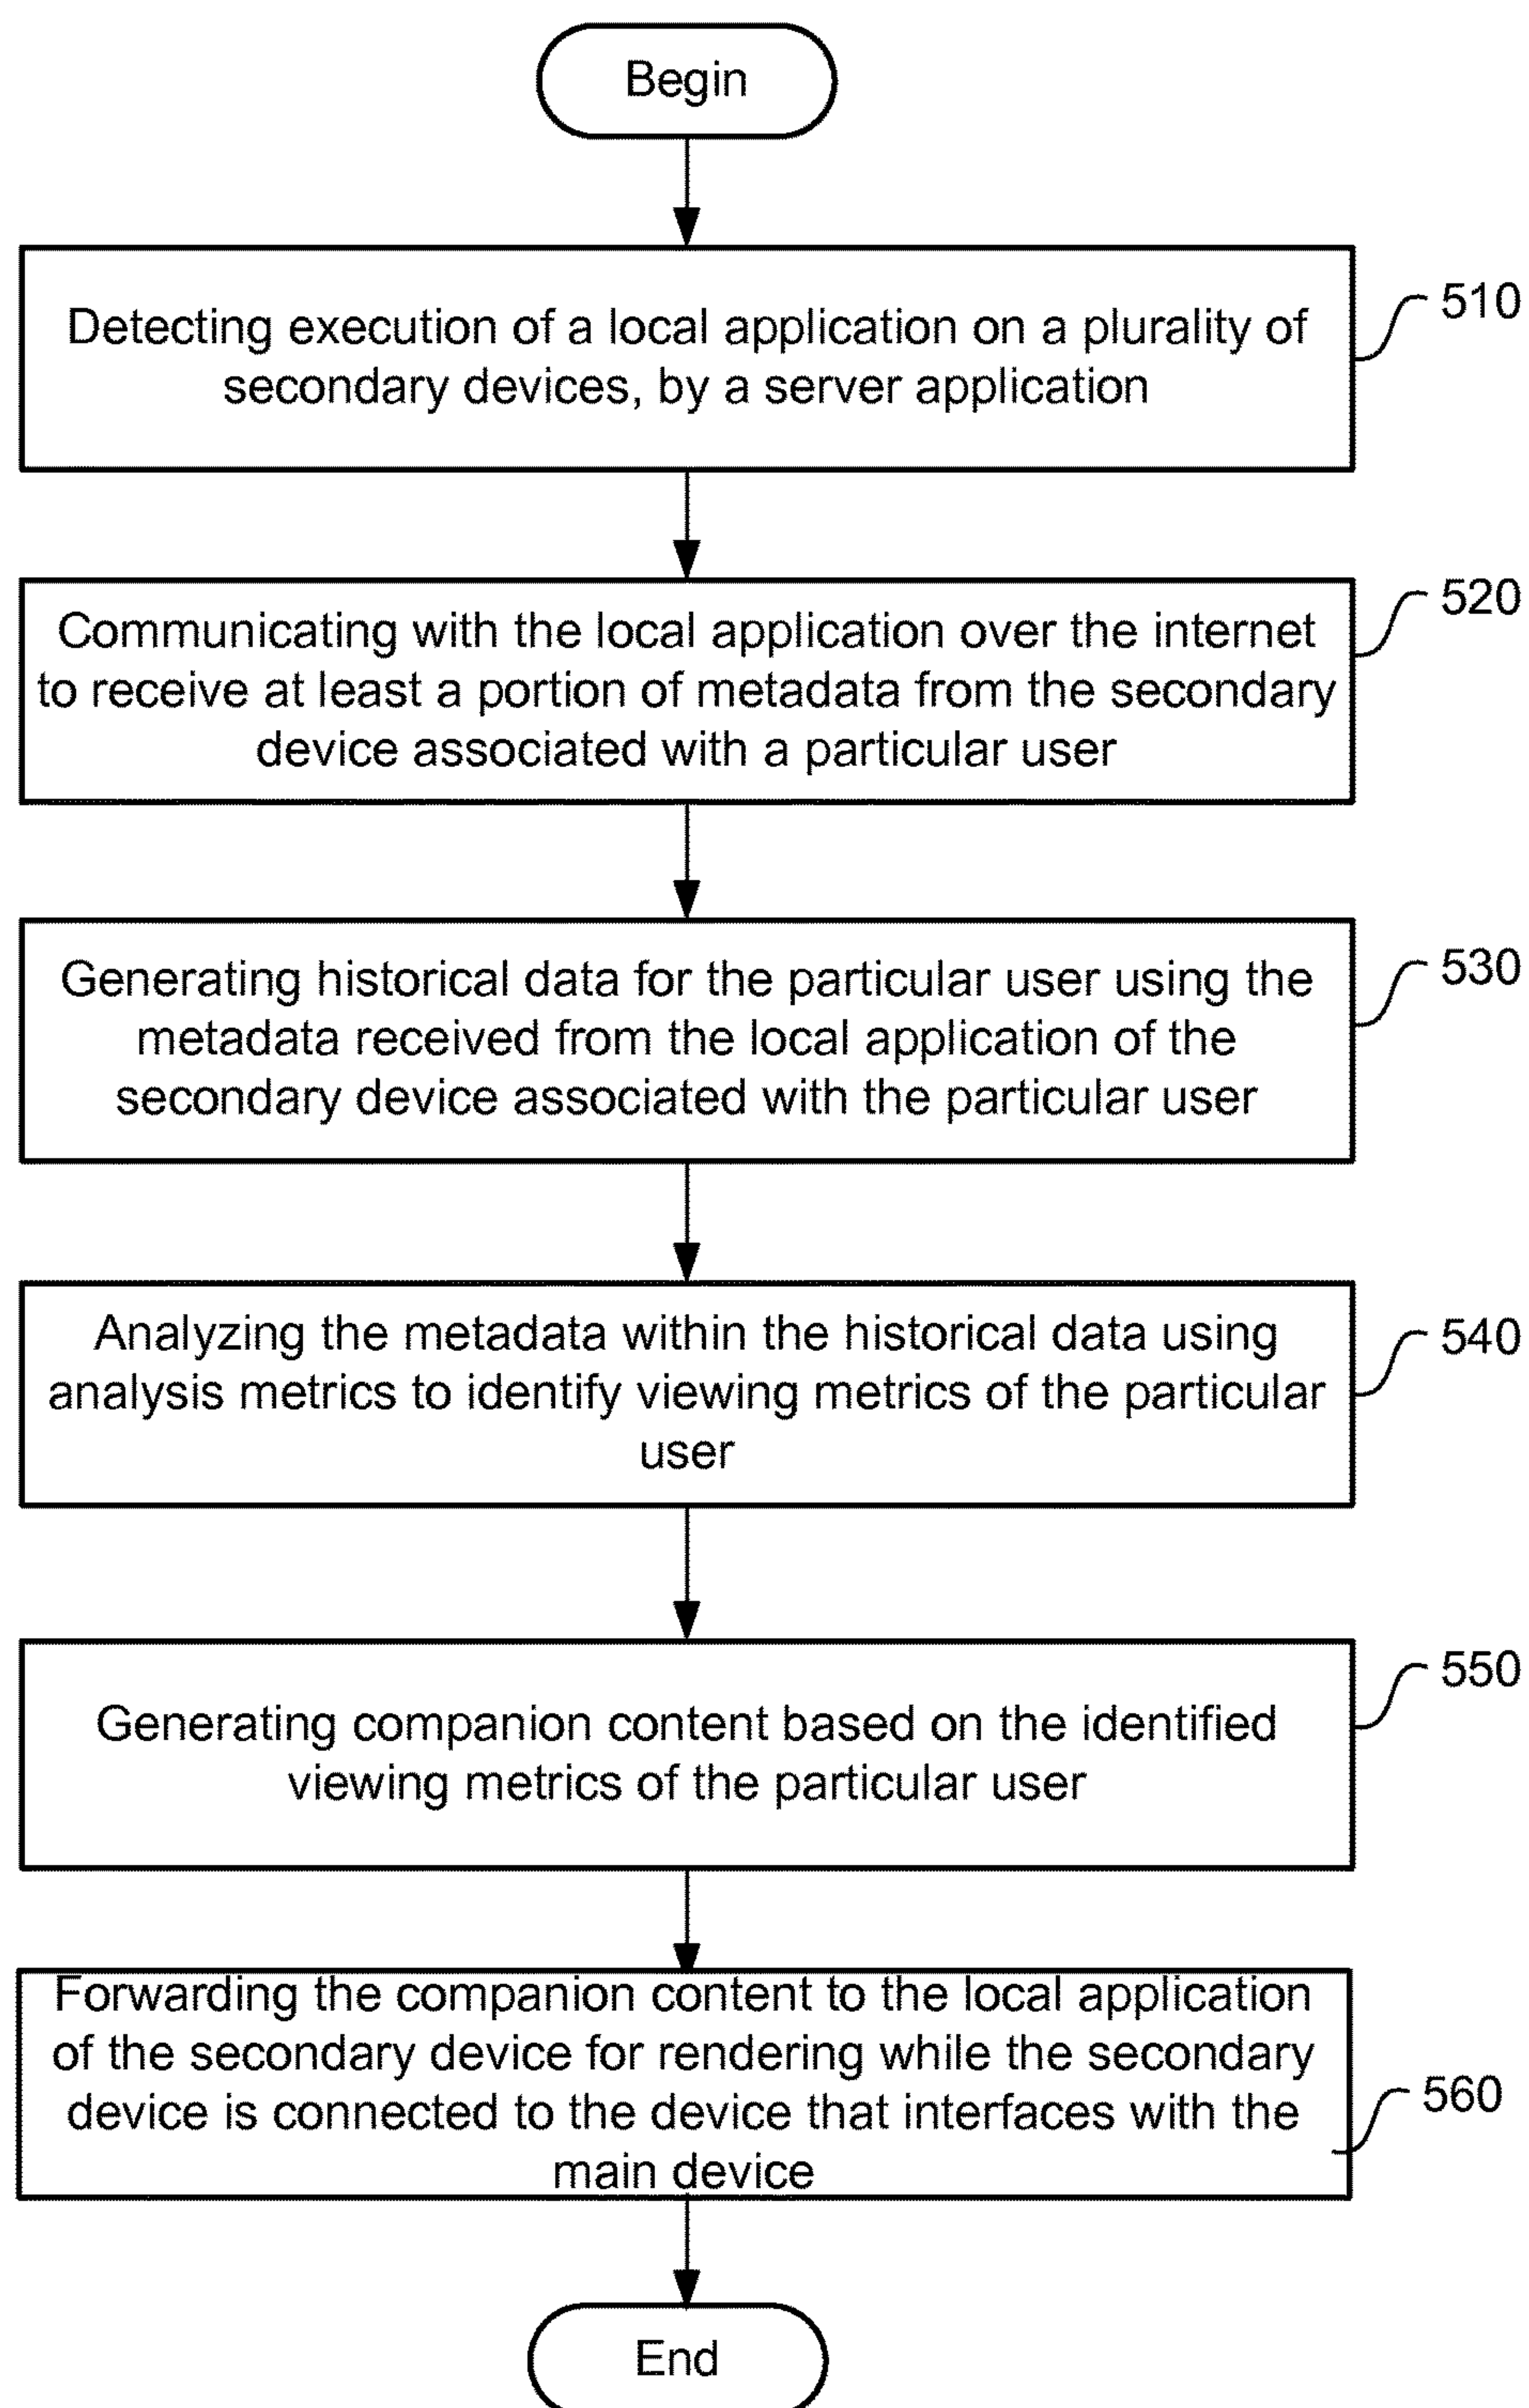 Begin
Detecting execution of a local application on a plurality of
secondary devices, by a server application
510
Communicating with the local application over the internet
to receive at least a portion of metadata from the secondary
device associated with a particular user
520
Generating historical data for the particular user using the
metadata received from the local application of the
secondary device associated with the particular user
530
Analyzing the metadata within the historical data using
analysis metrics to identify viewing metrics of the particular
user
540
Generating companion content based on the identified
viewing metrics of the particular user
550
Forwarding the companion content to the local application
of the secondary device for rendering while the secondary
device is connected to the device that interfaces with the
main device
560
End